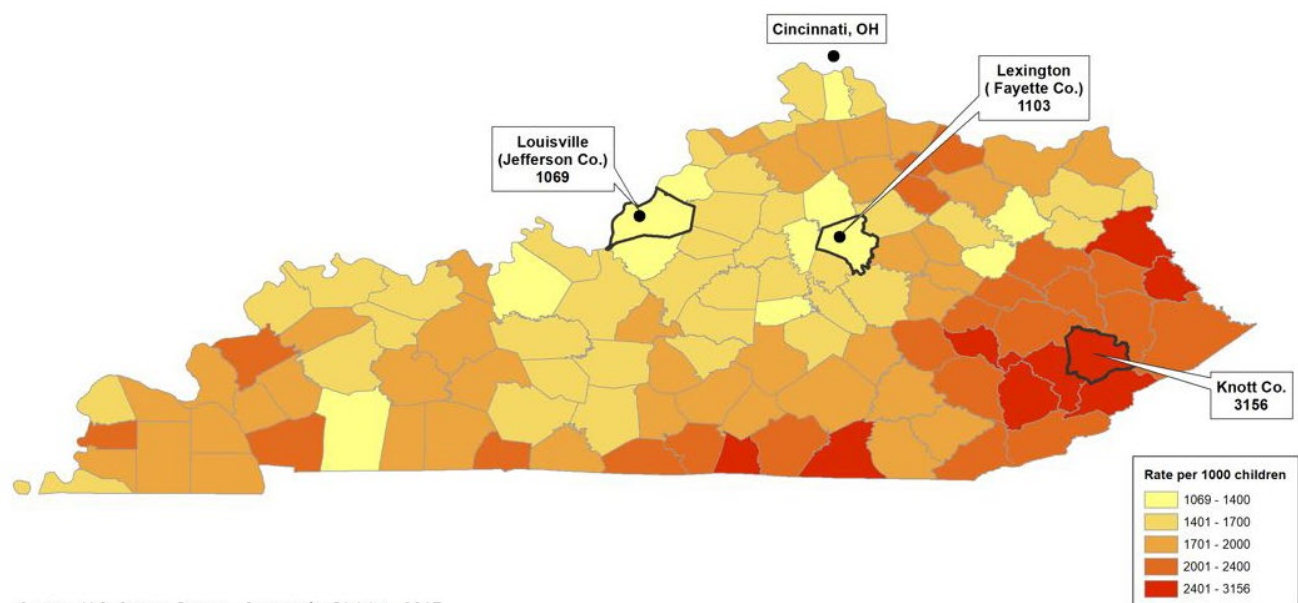 Cincinnati, OH
Lexington
( Fayette Co.)
1103
Louisville
(Jefferson Co.)
1069
Knott Co.
3156
Rate per 1000 children
1069 - 1400
1401 - 1700
1701 - 2000
2001 - 2400
2401 - 3156